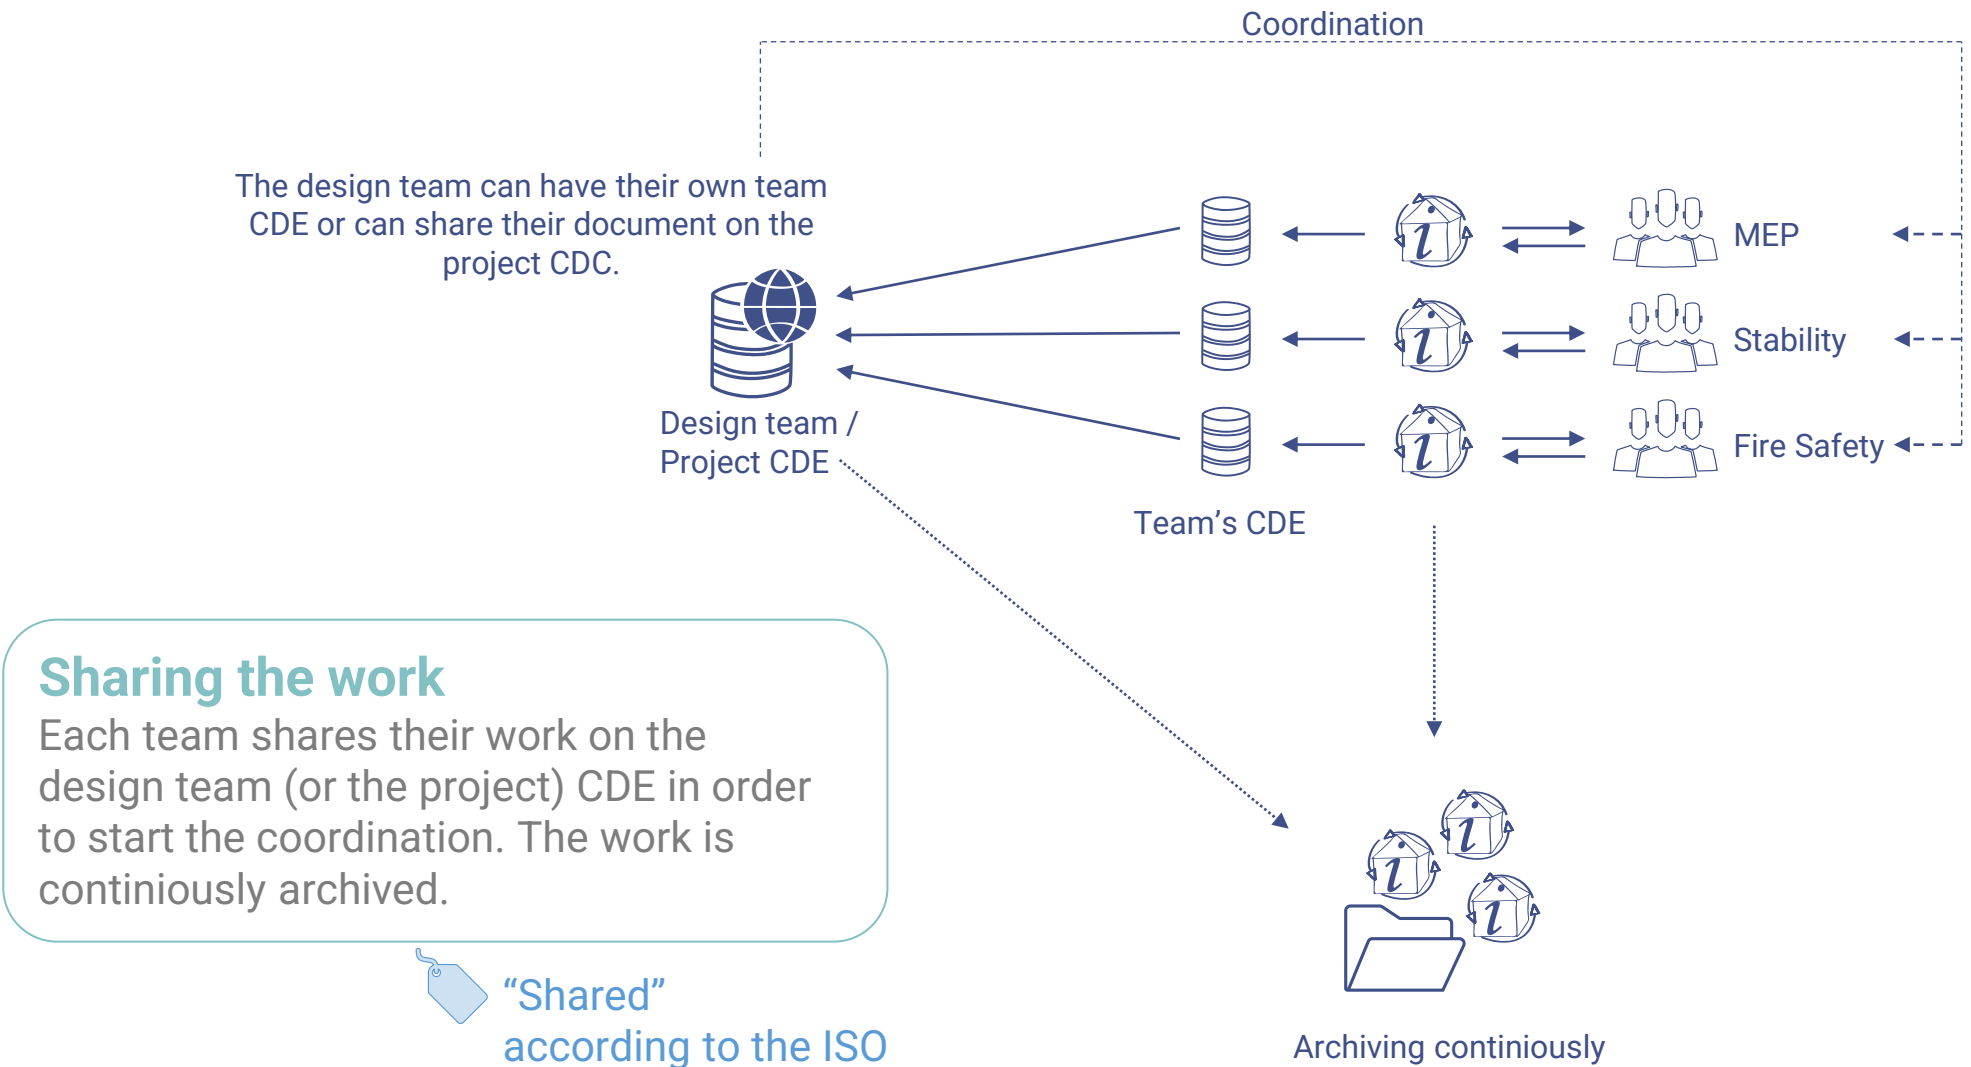 Coordination
The design team can have their own team
CDE or can share their document on the
project CDC.
MEP
Stability
Fire Safety
Design team /
Project CDE
Team’s CDE
Sharing the work
Each team shares their work on the
design team (or the project) CDE in order
to start the coordination. The work is
continiously archived.
“Shared”
according to the ISO
Archiving continiously